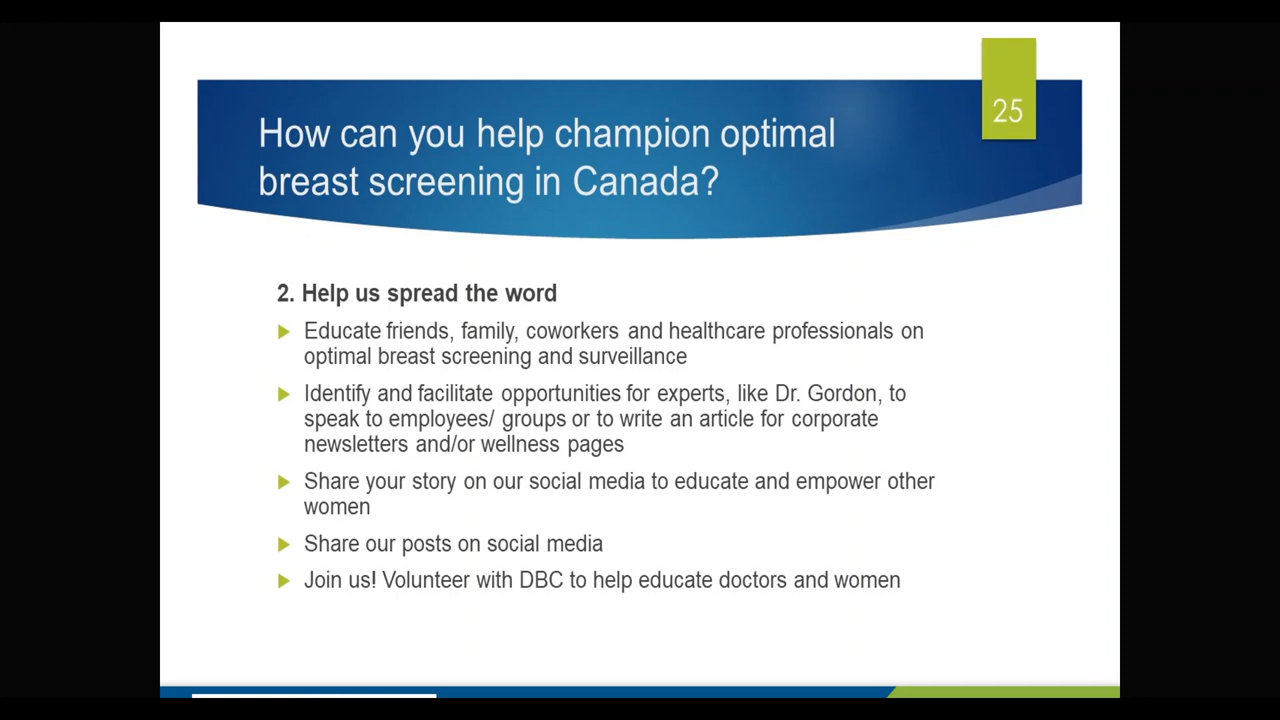 25
How can you help champion optimal
breast screening in Canada?
2. Help us spread the word
Educate friends, family, coworkers and healthcare professionals on
optimal breast screening and surveillance
Identify and facilitate opportunities for experts, like Dr. Gordon, to
speak to employees/ groups or to write an article for corporate
newsletters and/or wellness pages
Share your story on our social media to educate and empower other
women
Share our posts on social media
Join us! Volunteer with DBC to help educate doctors and women